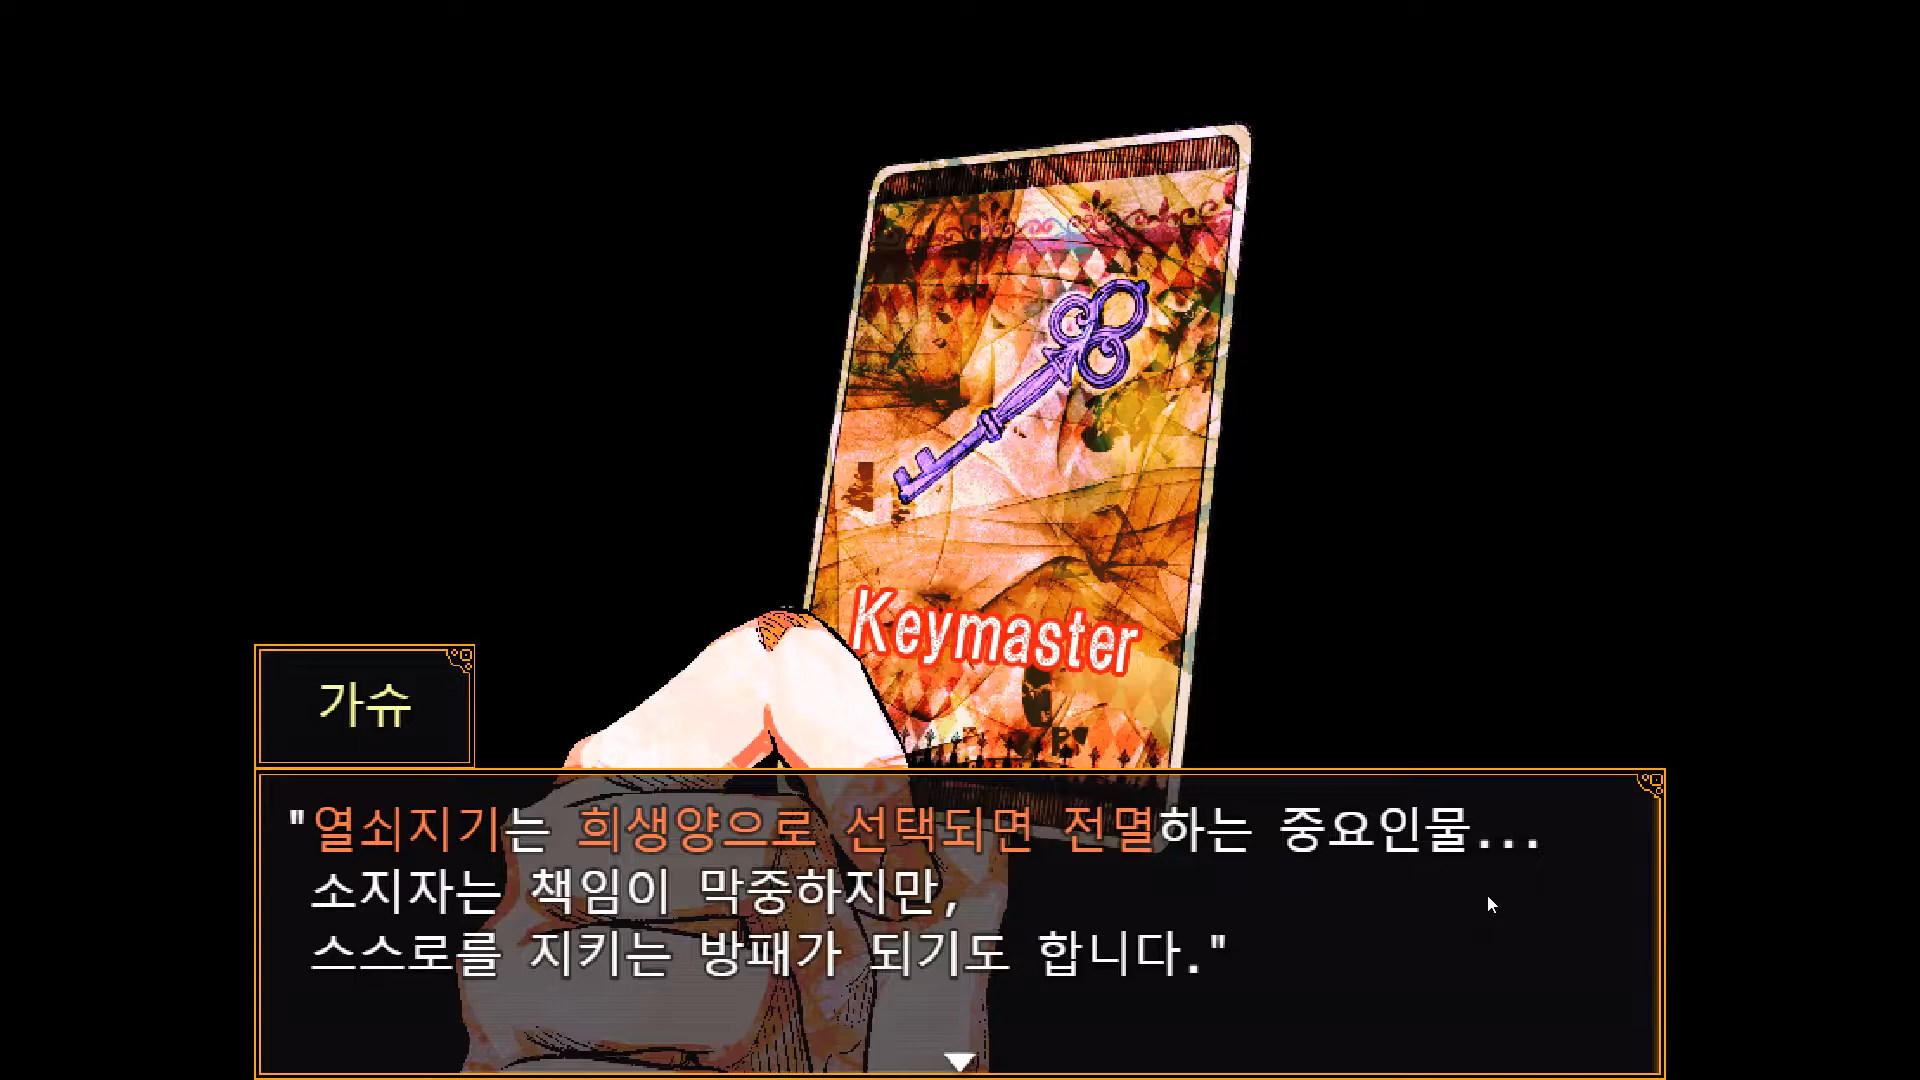 Keymaster
가슈
"열쇠지기는 희생양으로 선택되면 전멸하는 중요인물...
소지자는 책임이 막중하지만,
스스로를 지키는 방패가 되기도 합니다."